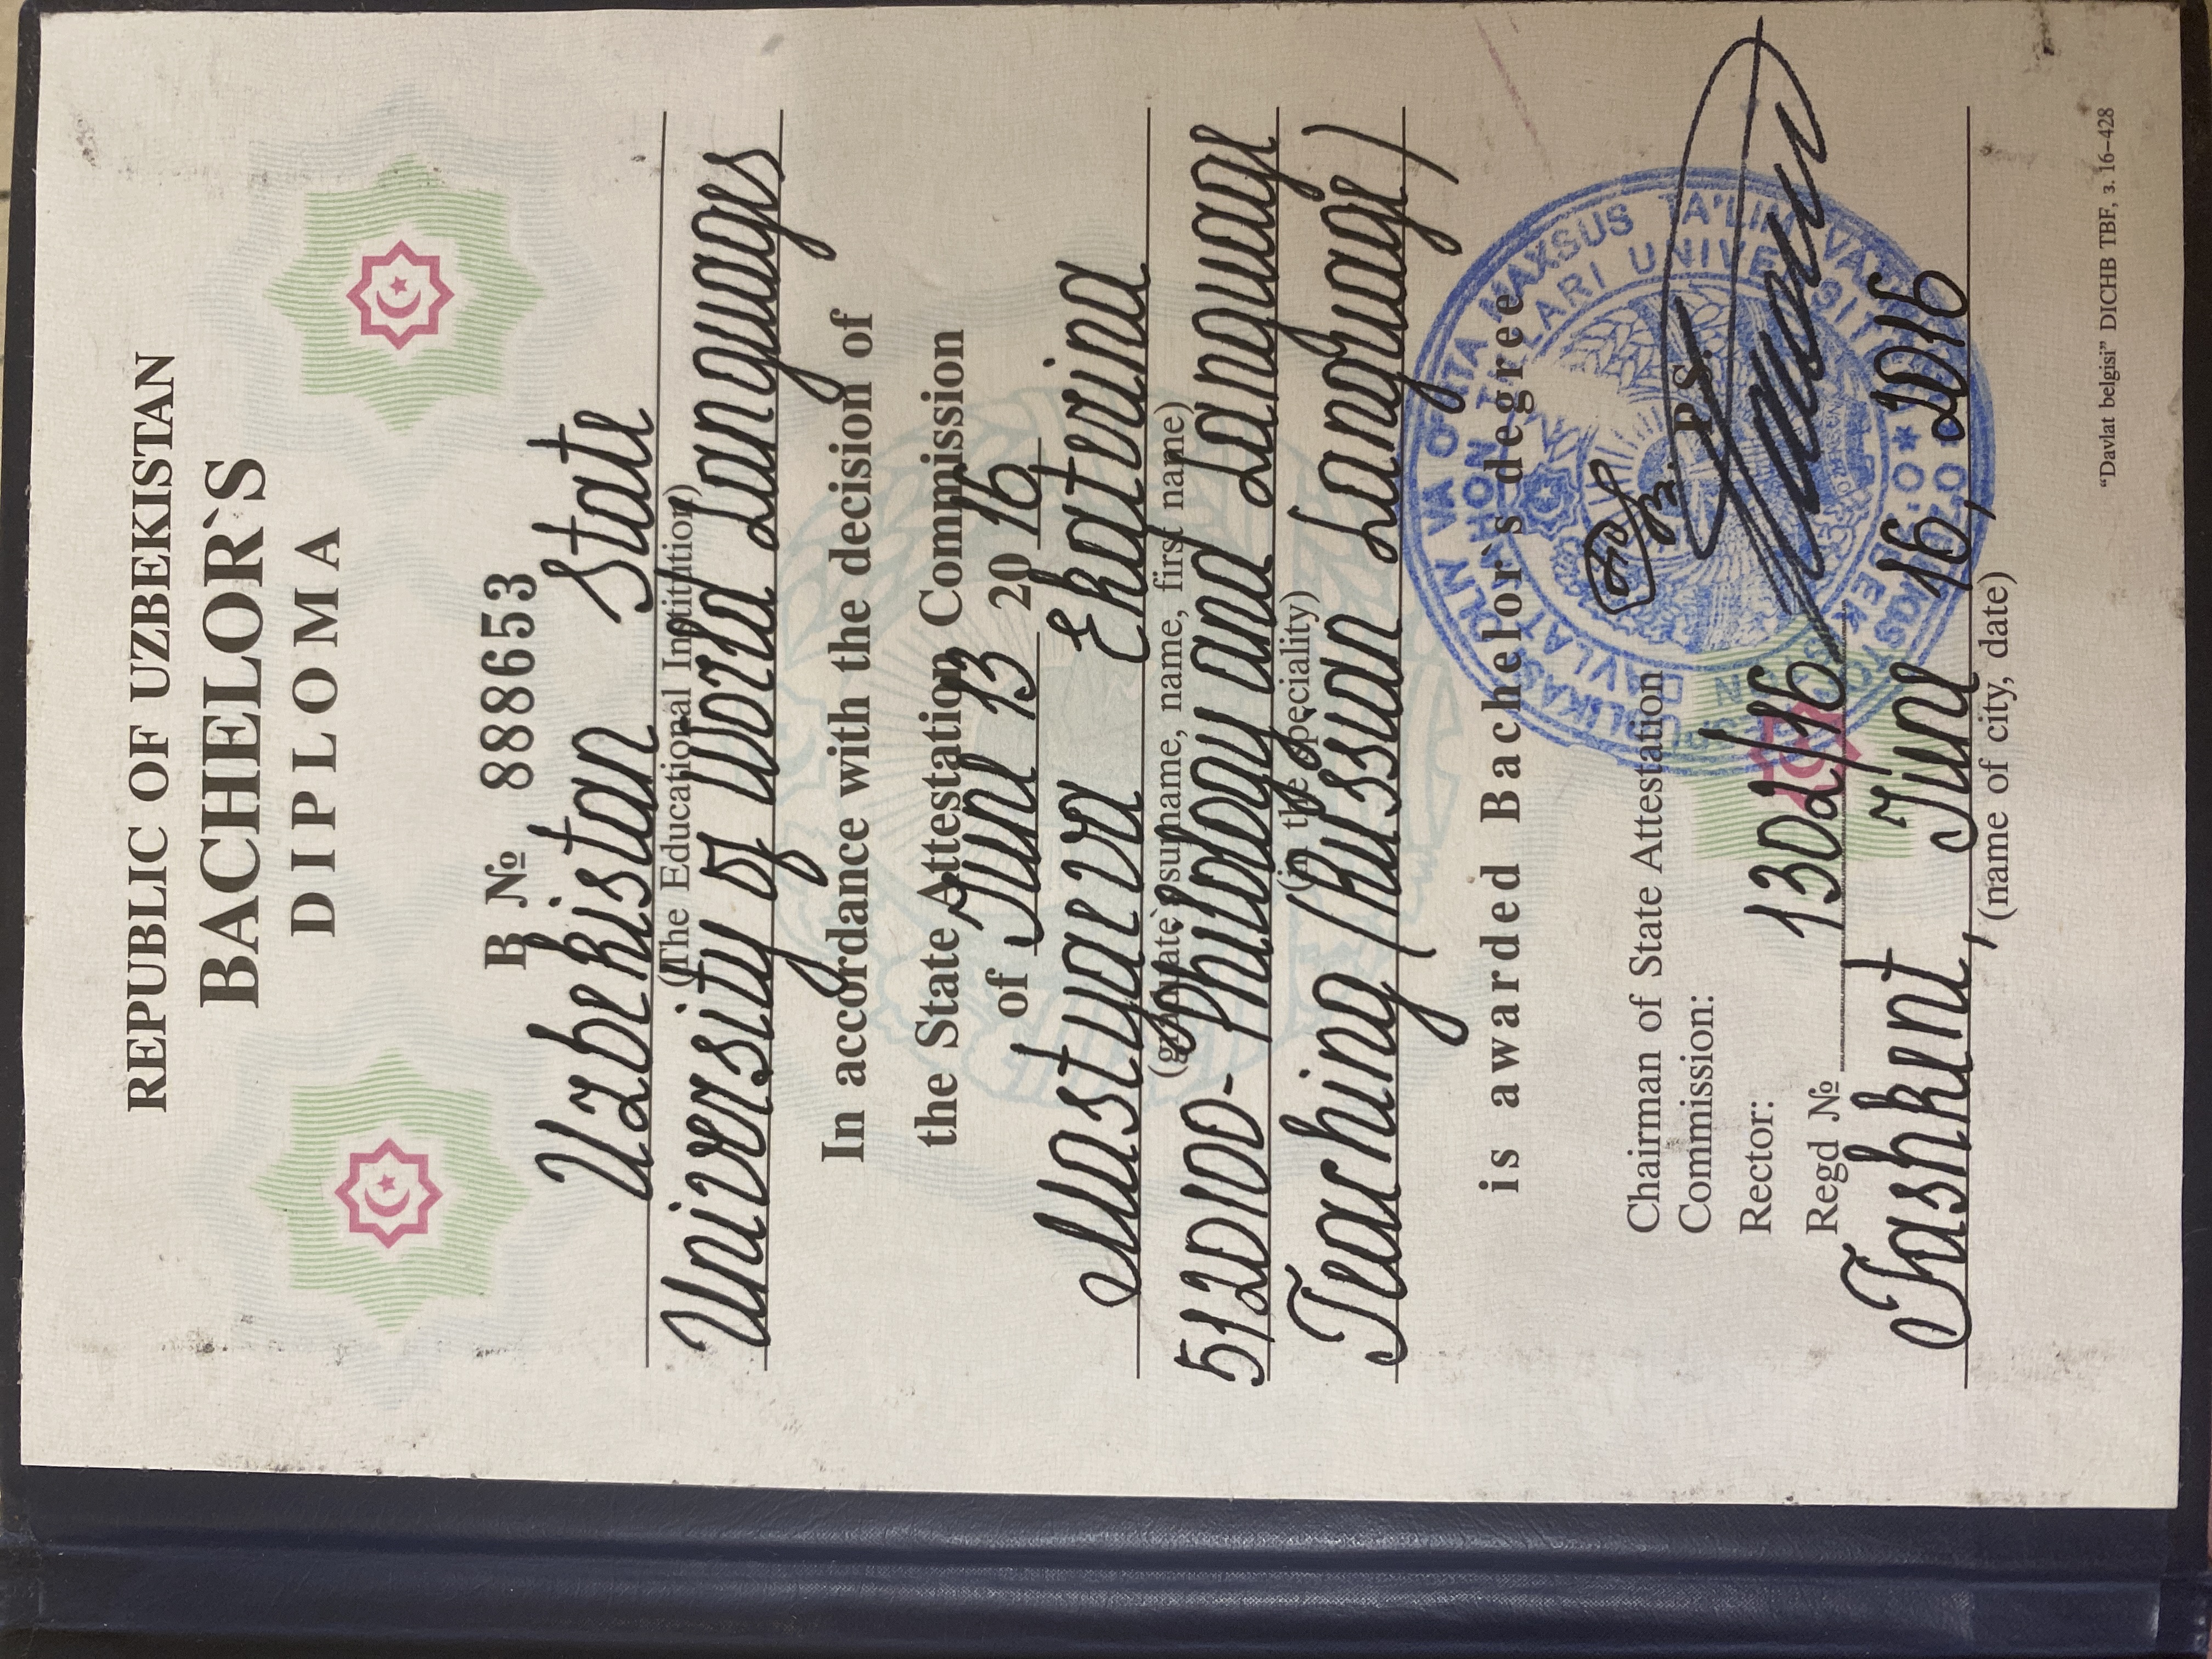 REPUBLIC OF UZBEKISTAN
BACHELOR`S
DIPLOMA
B № 888653
Uzbekistan State
(The Educational Institution)
University of World Languages
In accordance with the decision of
the State Attestation Commission
of June 13 2016
Mastyaeva Ekaterina
(graduate`s surname, name, first name)
5120100- Philology and Language
(in the speciality)
Teaching (Russian Language)
is awarded Bachelor`s degree
Chairman of State Attestation
Commission:
P.S.
Rector:
Regd № 1302/16
Tashkent, June 16, 2016
(name of city, date)
"Davlat belgisi" DICHB TBF, з. 16–428